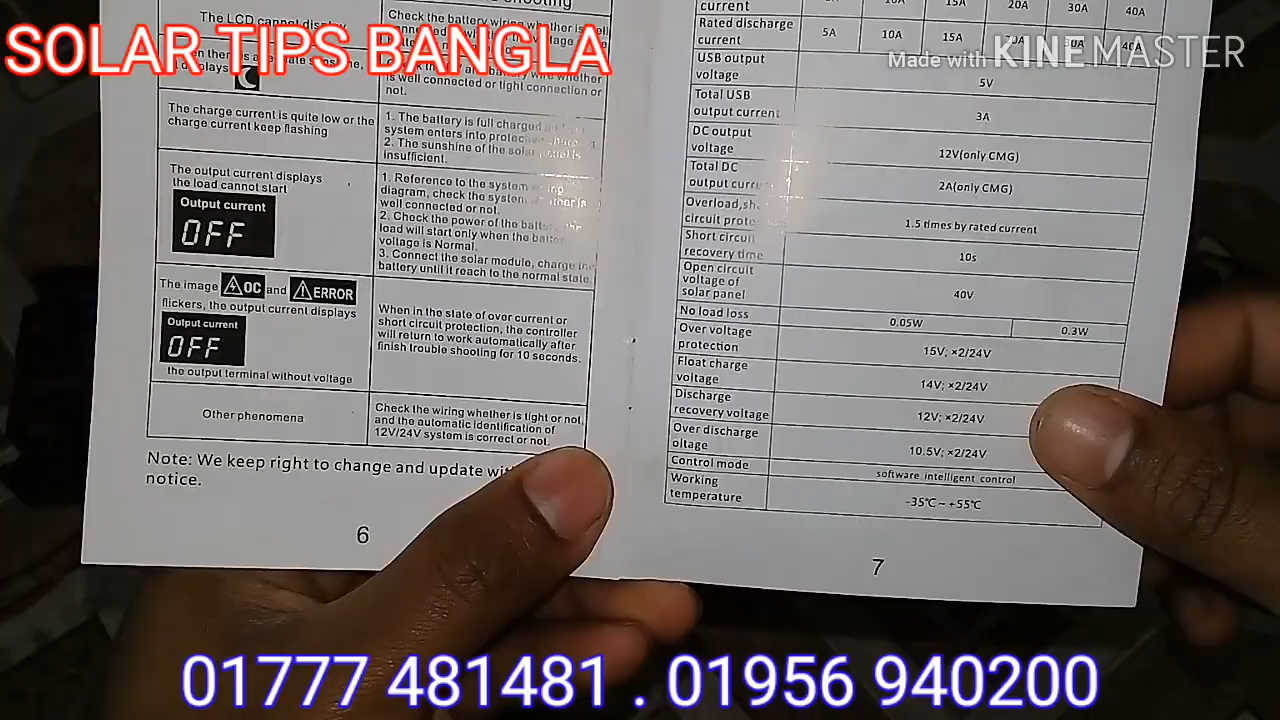 SOLAR TIPS BANGLA
Made with KINEMASTER
shooting
The LCD cannot display
Check the battery wiring whether is
The charge current is quite low or the
charge current keep flashing
is well connected or tight connection or
not.
1. The battery is full charged
system enters into
2. The sunshine of the solar panel is
insufficient.
The output current displays
the load cannot start
Output current
OFF
1. Reference to the system
diagram, check the system
well connected or not.
2. Check the power of the battery, the
load will start only when the battery
voltage is Normal.
3. Connect the solar module, charge the
battery until it reach to the normal state
The image OC and ERROR
flickers, the output current displays
Output current
OFF
the output terminal without voltage
When in the state of over current or
short circuit protection, the controller
will return to work automatically after
finish trouble shooting for 10 seconds.
Other phenomena
Check the wiring whether is tight or not,
and the automatic identification of
12V/24V system is correct or not.
Note: We keep right to change and update
notice.
6
current 15A 20A 30A 40A
Rated discharge
current
5A 10A 15A 20A 30A 40A
USB output
voltage
5V
Total USB
output current
3A
DC output
voltage
12V(only CMG)
Total DC
output
2A(only CMG)
circuit
1.5 times by rated current
Short circuit
recovery time
10s
Open circuit
voltage of
solar panel
40V
No load loss
0.05W
0.3W
Over voltage
protection
15V; ×2/24V
Float charge
voltage
14V; ×2/24V
Discharge
recovery voltage
12V; ×2/24V
Over discharge
oltage
10.5V; ×2/24V
Control mode
software intelligent control
Working
temperature
-35℃~+55℃
7
01777 481481 . 01956 940200